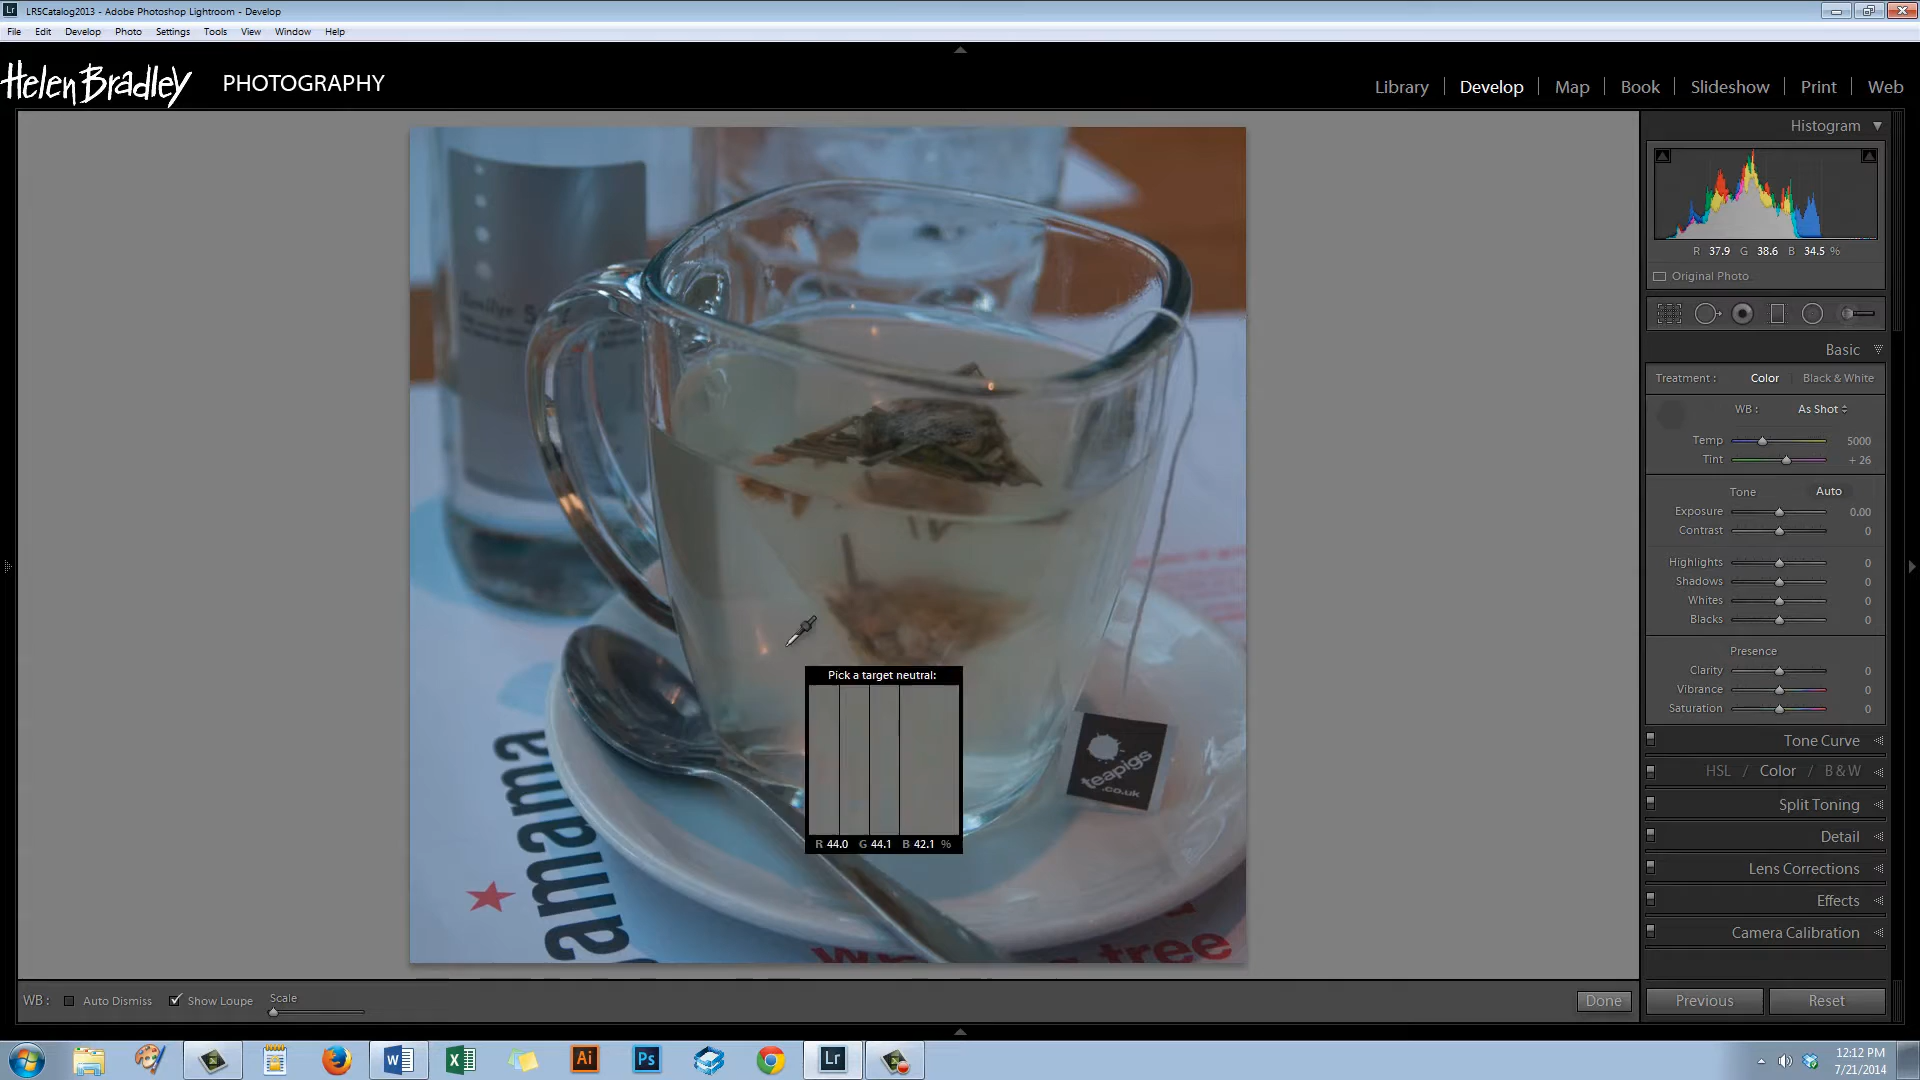 LR5Catalog2013 - Adobe Photoshop Lightroom - Develop
File Edit Develop Photo Settings Tools View Window Help
Helen Bradley PHOTOGRAPHY
Library Develop Map Book Slideshow Print Web
Histogram
R 37.9 G 38.6 B 34.5 %
Original Photo
Basic
Treatment : Color Black & White
WB : As Shot
Temp 5000
Tint + 26
Tone Auto
Exposure 0.00
Contrast 0
Highlights 0
Shadows 0
Whites 0
Blacks 0
Presence
Clarity 0
Vibrance 0
Saturation 0
Tone Curve
HSL / Color / B & W
Split Toning
Detail
Lens Corrections
Effects
Camera Calibration
Previous Reset
Pick a target neutral:
R 44.0 G 44.1 B 42.1 %
teapigs
.co.uk
amama
tree
WB : Auto Dismiss Show Loupe Scale
Done
W X Ai Ps Lr
12:12 PM
7/21/2014